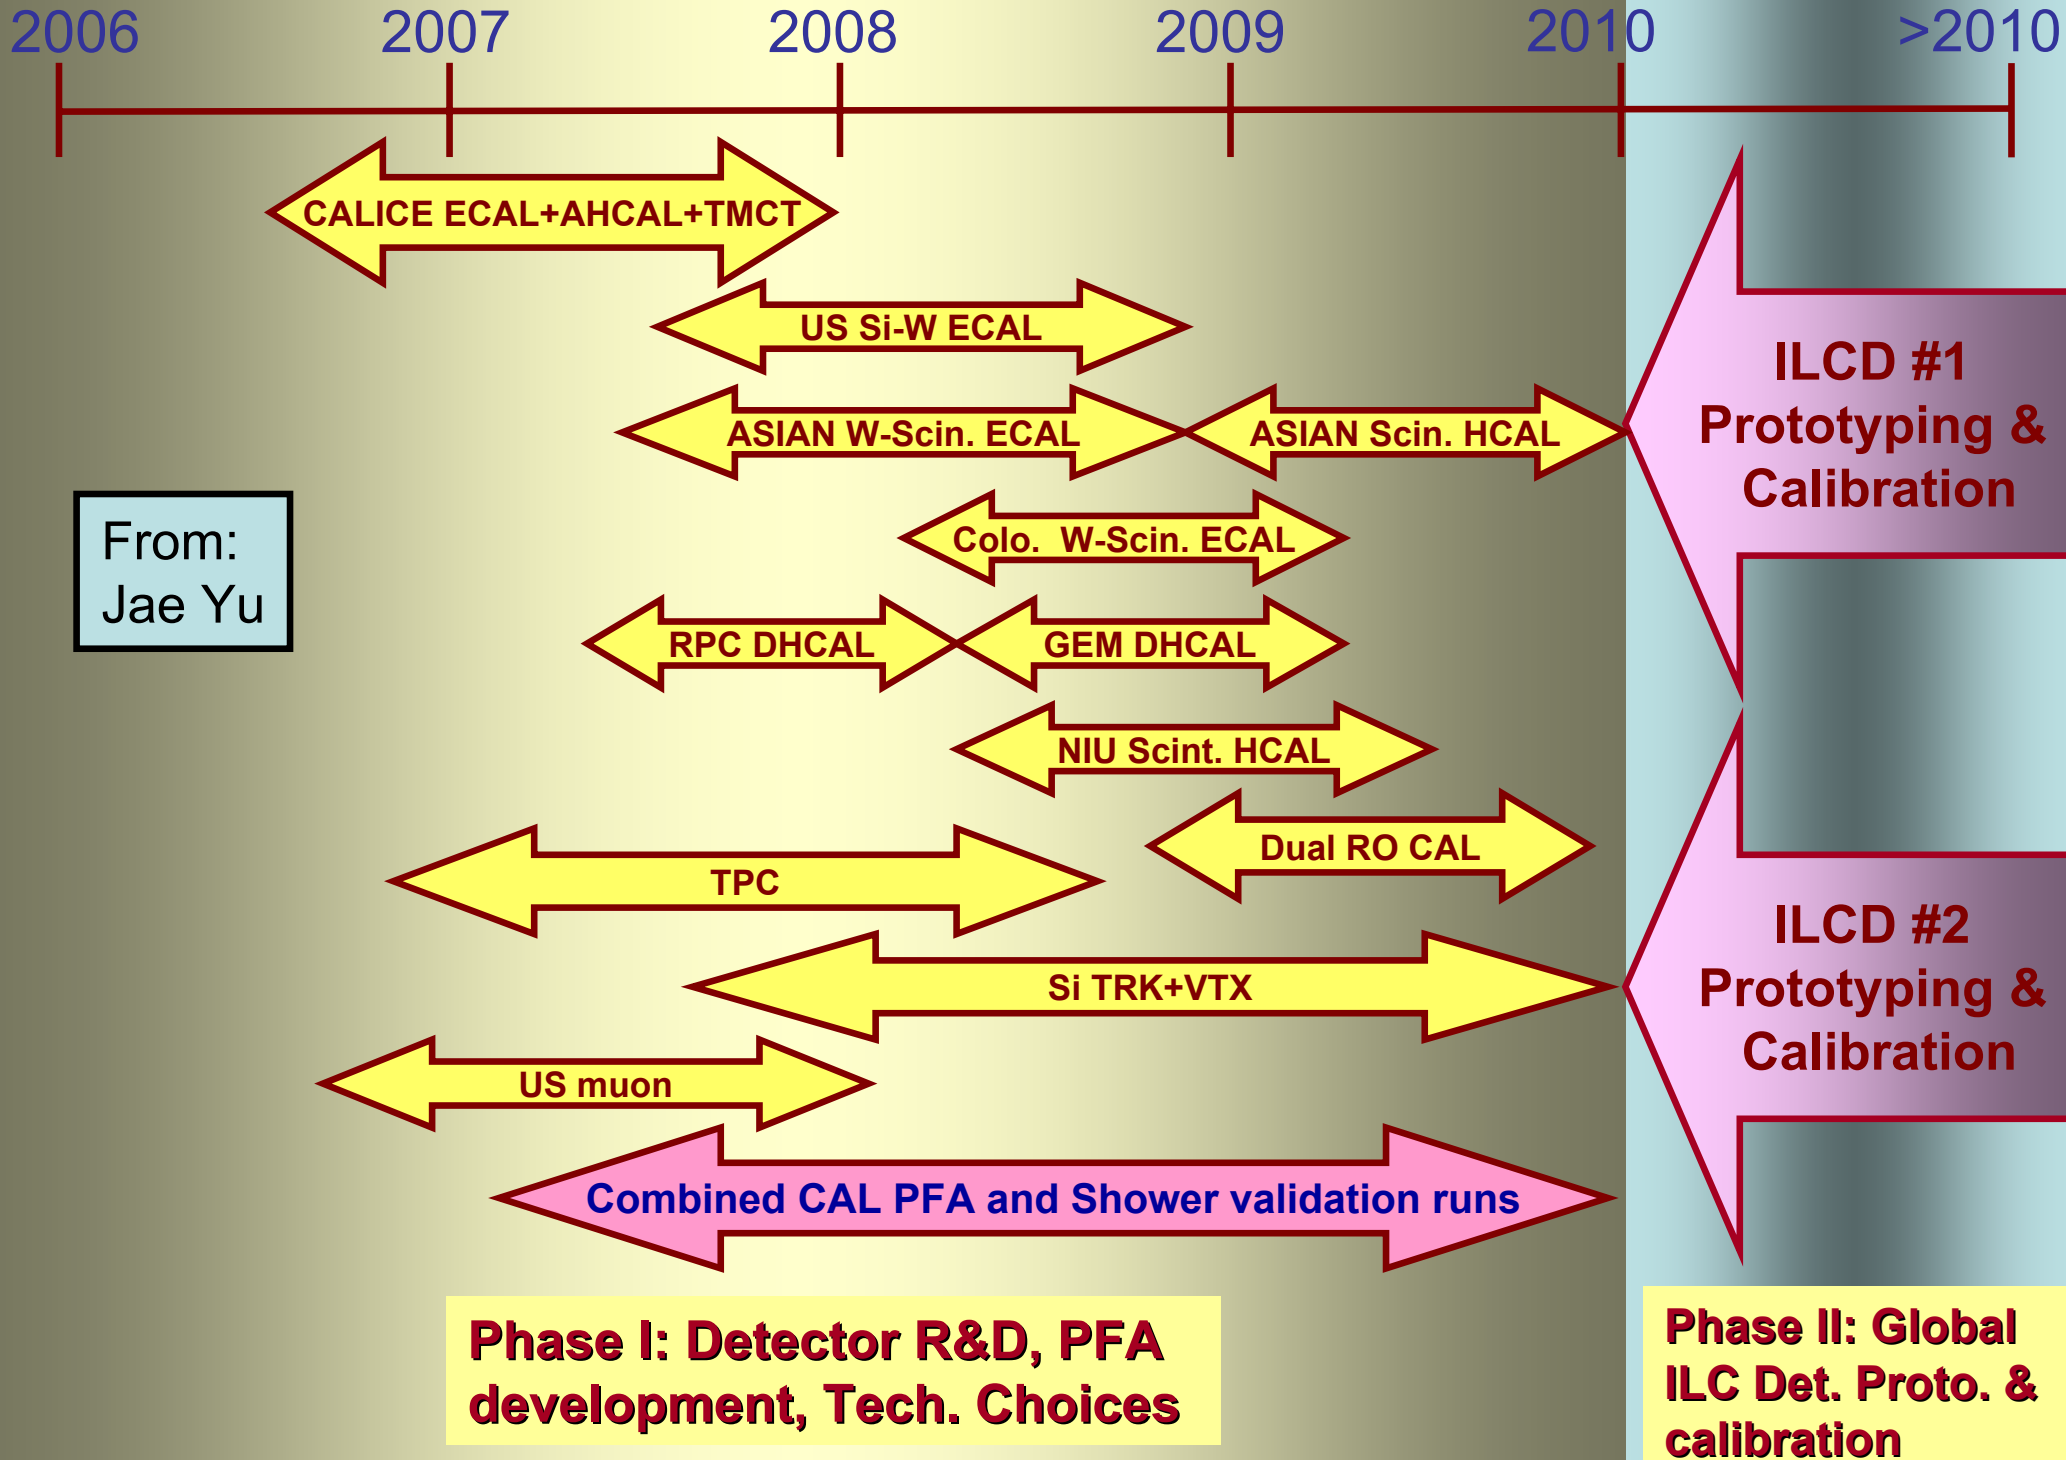 2006 2007 2008 2009 2010 >2010
CALICE ECAL+AHCAL+TMCT
US Si-W ECAL
ASIAN W-Scin. ECAL
ASIAN Scin. HCAL
Colo. W-Scin. ECAL
RPC DHCAL
GEM DHCAL
NIU Scint. HCAL
Dual RO CAL
TPC
Si TRK+VTX
US muon
Combined CAL PFA and Shower validation runs
From:
Jae Yu
ILCD #1
Prototyping &
Calibration
ILCD #2
Prototyping &
Calibration
Phase I: Detector R&D, PFA
development, Tech. Choices
Phase II: Global
ILC Det. Proto. &
calibration